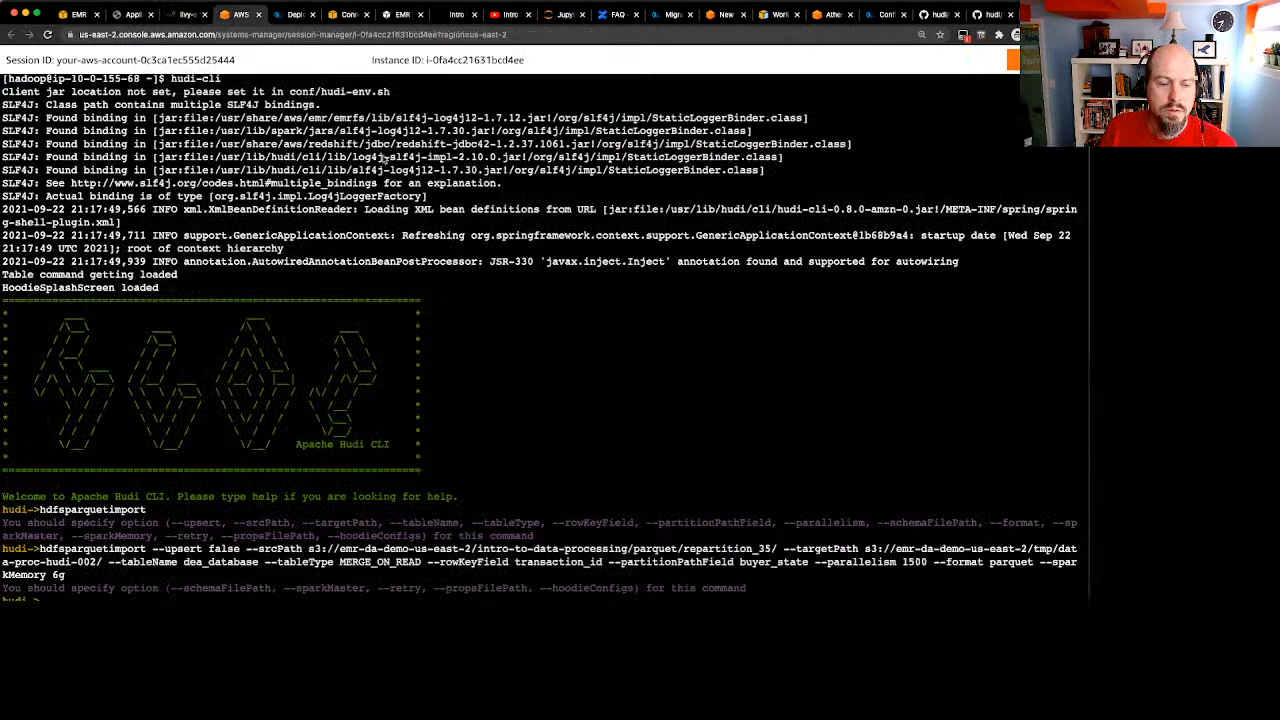 EMR
Appli
livy-s
AWS
Deplo
Conn
EMR
Intro
Intro
Jupyt
FAQ
Migra
New
Work
Athe
Confi
hudi/
hudi/
us-east-2.console.aws.amazon.com/systems-manager/session-manager/i-0fa4cc21631bcd4ee?region=us-east-2
Session ID: your-aws-account-0c3ca1ec555d25444
Instance ID: i-0fa4cc21631bcd4ee
[hadoop@ip-10-0-155-68 ~]$ hudi-cli
Client jar location not set, please set it in conf/hudi-env.sh
SLF4J: Class path contains multiple SLF4J bindings.
SLF4J: Found binding in [jar:file:/usr/share/aws/emr/emrfs/lib/slf4j-log4j12-1.7.12.jar!/org/slf4j/impl/StaticLoggerBinder.class]
SLF4J: Found binding in [jar:file:/usr/lib/spark/jars/slf4j-log4j12-1.7.30.jar!/org/slf4j/impl/StaticLoggerBinder.class]
SLF4J: Found binding in [jar:file:/usr/share/aws/redshift/jdbc/redshift-jdbc42-1.2.37.1061.jar!/org/slf4j/impl/StaticLoggerBinder.class]
SLF4J: Found binding in [jar:file:/usr/lib/hudi/cli/lib/log4j-slf4j-impl-2.10.0.jar!/org/slf4j/impl/StaticLoggerBinder.class]
SLF4J: Found binding in [jar:file:/usr/lib/hudi/cli/lib/slf4j-log4j12-1.7.30.jar!/org/slf4j/impl/StaticLoggerBinder.class]
SLF4J: See http://www.slf4j.org/codes.html#multiple_bindings for an explanation.
SLF4J: Actual binding is of type [org.slf4j.impl.Log4jLoggerFactory]
2021-09-22 21:17:49,566 INFO xml.XmlBeanDefinitionReader: Loading XML bean definitions from URL [jar:file:/usr/lib/hudi/cli/hudi-cli-0.8.0-amzn-0.jar!/META-INF/spring/sprin
g-shell-plugin.xml]
2021-09-22 21:17:49,711 INFO support.GenericApplicationContext: Refreshing org.springframework.context.support.GenericApplicationContext@1b68b9a4: startup date [Wed Sep 22
21:17:49 UTC 2021]; root of context hierarchy
2021-09-22 21:17:49,939 INFO annotation.AutowiredAnnotationBeanPostProcessor: JSR-330 'javax.inject.Inject' annotation found and supported for autowiring
Table command getting loaded
HoodieSplashScreen loaded
Apache Hudi CLI
Welcome to Apache Hudi CLI. Please type help if you are looking for help.
hudi->hdfsparquetimport
You should specify option (--upsert, --srcPath, --targetPath, --tableName, --tableType, --rowKeyField, --partitionPathField, --parallelism, --schemaFilePath, --format, --sp
arkMaster, --sparkMemory, --retry, --propsFilePath, --hoodieConfigs) for this command
hudi->hdfsparquetimport --upsert false --srcPath s3://emr-da-demo-us-east-2/intro-to-data-processing/parquet/repartition_35/ --targetPath s3://emr-da-demo-us-east-2/tmp/dat
a-proc-hudi-002/ --tableName dea_database --tableType MERGE_ON_READ --rowKeyField transaction_id --partitionPathField buyer_state --parallelism 1500 --format parquet --spar
kMemory 6g
You should specify option (--schemaFilePath, --sparkMaster, --retry, --propsFilePath, --hoodieConfigs) for this command
hudi->